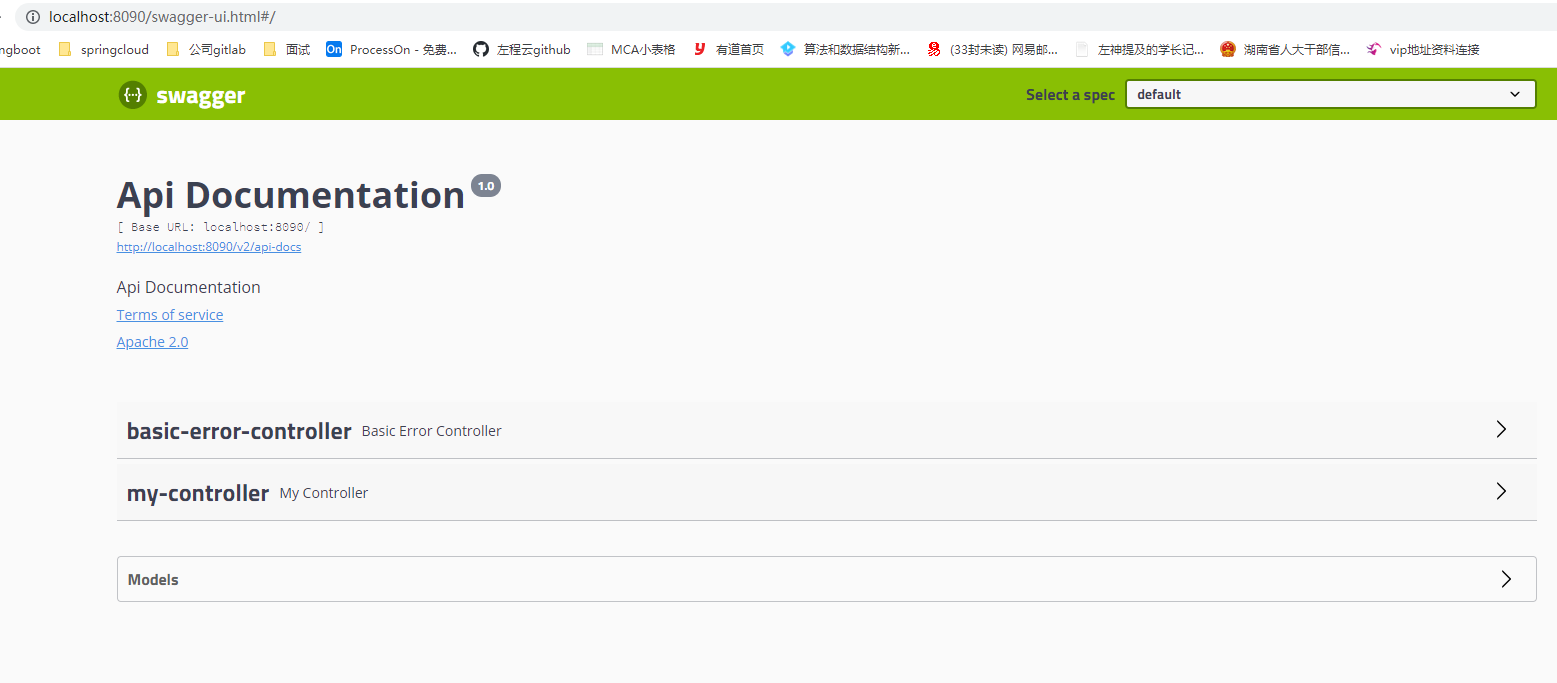 localhost:8090/swagger-ui.html#/
ngboot springcloud 公司gitlab 面试 On ProcessOn - 免费... 左程云github MCA小表格 有道首页 算法和数据结构新... (33封未读) 网易邮... 左神提及的学长记... 湖南省人大干部信... vip地址资料连接
{··} swagger Select a spec default
Api Documentation 1.0
[ Base URL: localhost:8090/ ]
http://localhost:8090/v2/api-docs
Api Documentation
Terms of service
Apache 2.0
basic-error-controller Basic Error Controller
my-controller My Controller
Models